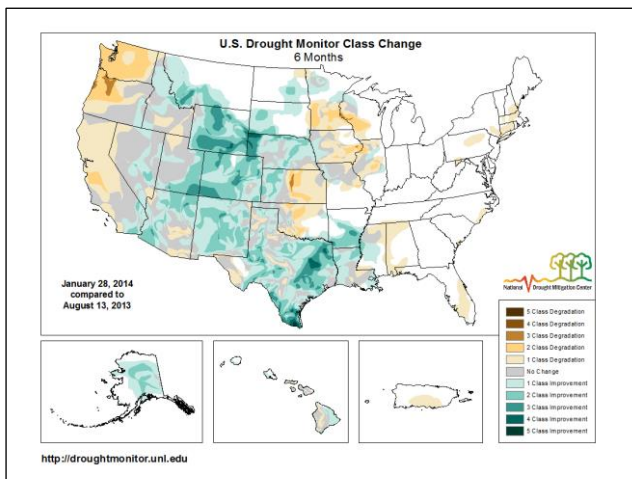 U.S. Drought Monitor Class Change
6 Months
January 28, 2014
compared to
August 13, 2013
National Drought Mitigation Center
5 Class Degradation
4 Class Degradation
3 Class Degradation
2 Class Degradation
1 Class Degradation
No Change
1 Class Improvement
2 Class Improvement
3 Class Improvement
4 Class Improvement
5 Class Improvement
http://droughtmonitor.unl.edu